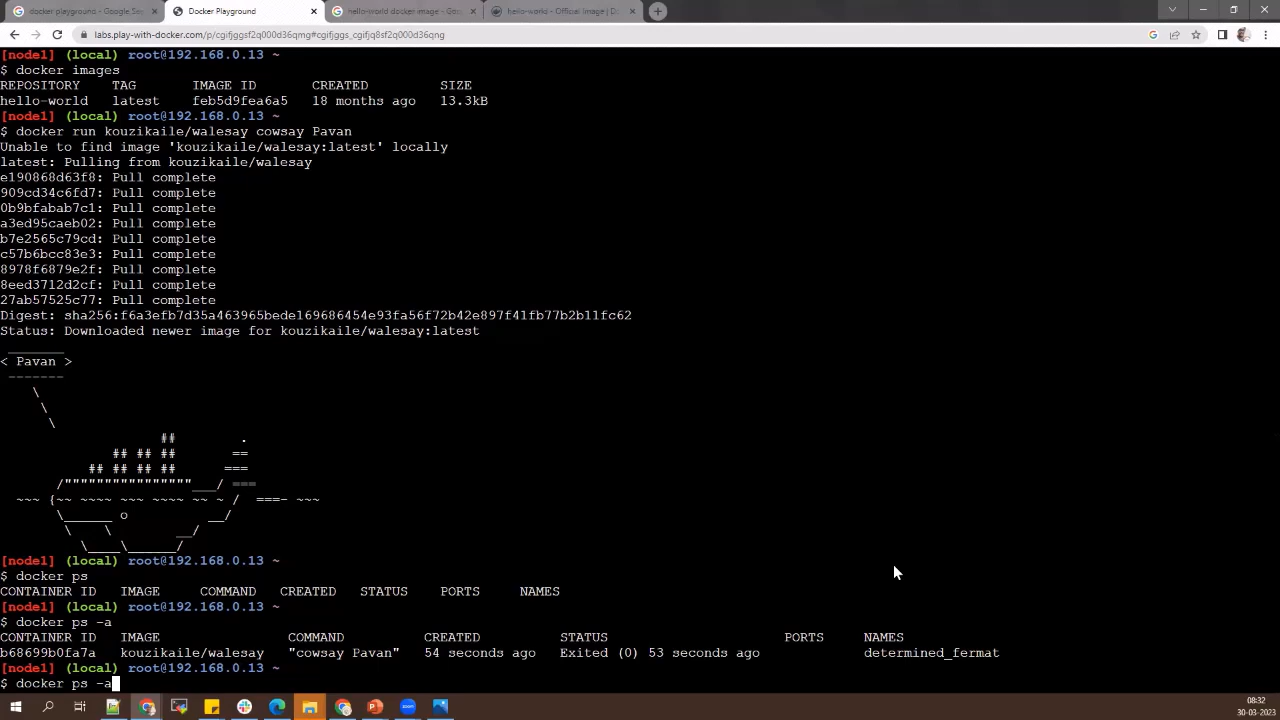 docker playground - Google Sea
Docker Playground
hello-world docker image - Goo
hello-world - Official Image | Do
labs.play-with-docker.com/p/cgifjggsf2q000d36qmg#cgifjggs_cgifjq8sf2q000d36qng
[node1] (local) root@192.168.0.13 ~
$ docker images
REPOSITORY    TAG       IMAGE ID       CREATED         SIZE
hello-world   latest    feb5d9fea6a5   18 months ago   13.3kB
[node1] (local) root@192.168.0.13 ~
$ docker run kouzikaile/walesay cowsay Pavan
Unable to find image 'kouzikaile/walesay:latest' locally
latest: Pulling from kouzikaile/walesay
e190868d63f8: Pull complete
909cd34c6fd7: Pull complete
0b9bfabab7c1: Pull complete
a3ed95caeb02: Pull complete
b7e2565c79cd: Pull complete
c57b6bcc83e3: Pull complete
8978f6879e2f: Pull complete
8eed3712d2cf: Pull complete
27ab57525c77: Pull complete
Digest: sha256:f6a3efb7d35a463965bede169686454e93fa56f72b42e897f41fb77b2b11fc62
Status: Downloaded newer image for kouzikaile/walesay:latest
< Pavan >
[node1] (local) root@192.168.0.13 ~
$ docker ps
CONTAINER ID   IMAGE     COMMAND   CREATED   STATUS    PORTS     NAMES
[node1] (local) root@192.168.0.13 ~
$ docker ps -a
CONTAINER ID   IMAGE                COMMAND          CREATED          STATUS                      PORTS     NAMES
b68699b0fa7a   kouzikaile/walesay   "cowsay Pavan"   54 seconds ago   Exited (0) 53 seconds ago             determined_fermat
[node1] (local) root@192.168.0.13 ~
$ docker ps -a
08:32
30-03-2023